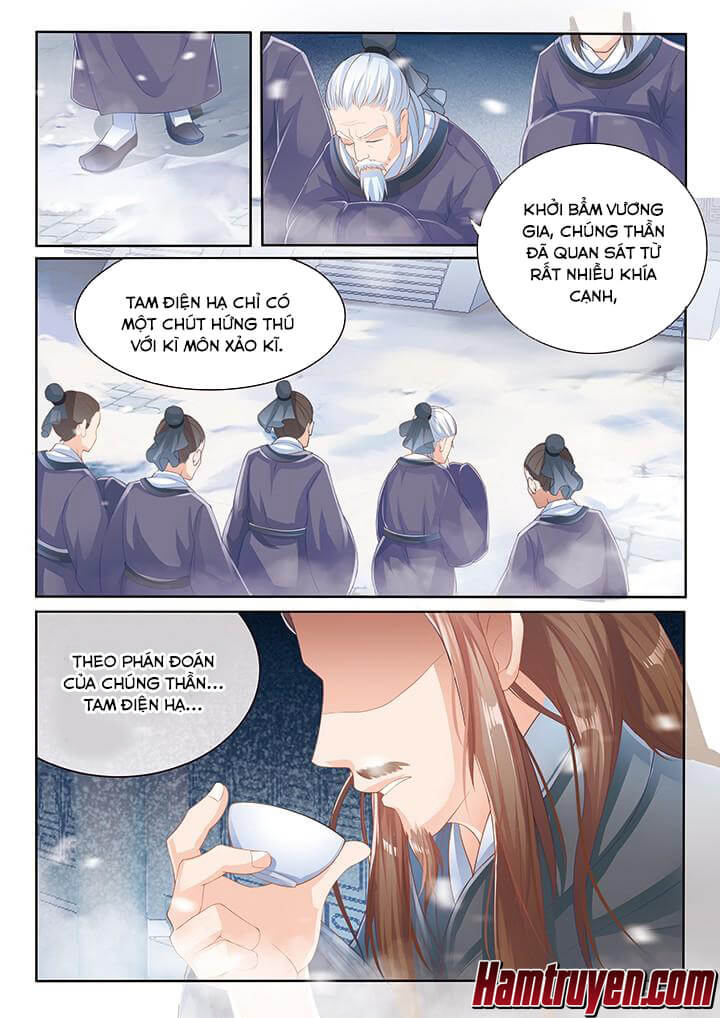 KHỞI BẨM VƯƠNG
GIA, CHÚNG THẦN
ĐÃ QUAN SÁT TỪ
RẤT NHIỀU KHÍA
CẠNH,
TAM ĐIỆN HẠ CHỈ CÓ
MỘT CHÚT HỨNG THÚ
VỚI KÌ MÔN XẢO KĨ.
THEO PHÁN ĐOÁN
CỦA CHÚNG THẦN...
TAM ĐIỆN HẠ...
Hamtruyen.com